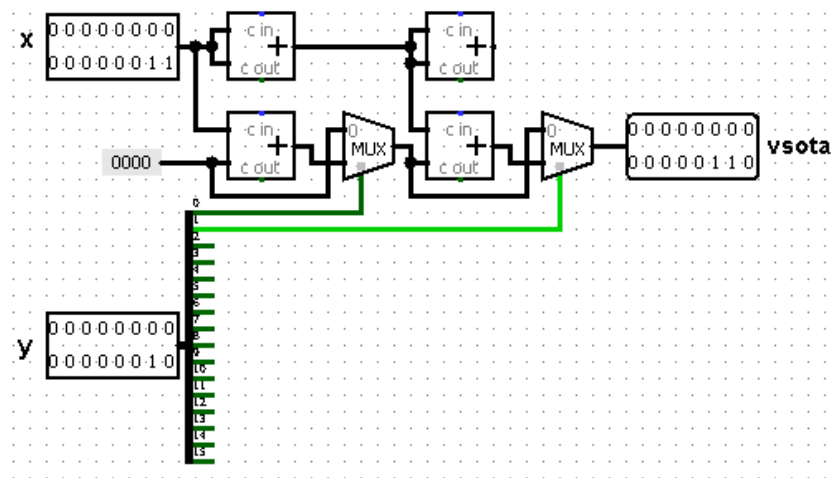 x
0 0 0 0 0 0 0 0
0 0 0 0 0 0 1 1
c in
+
c out
c in
+
c out
0000
c in
+
c out
0
MUX
c in
+
c out
0
MUX
0 0 0 0 0 0 0 0
0 0 0 0 0 1 1 0
vsota
0
1
2
3
4
5
6
7
8
9
10
11
12
13
14
15
y
0 0 0 0 0 0 0 0
0 0 0 0 0 0 1 0